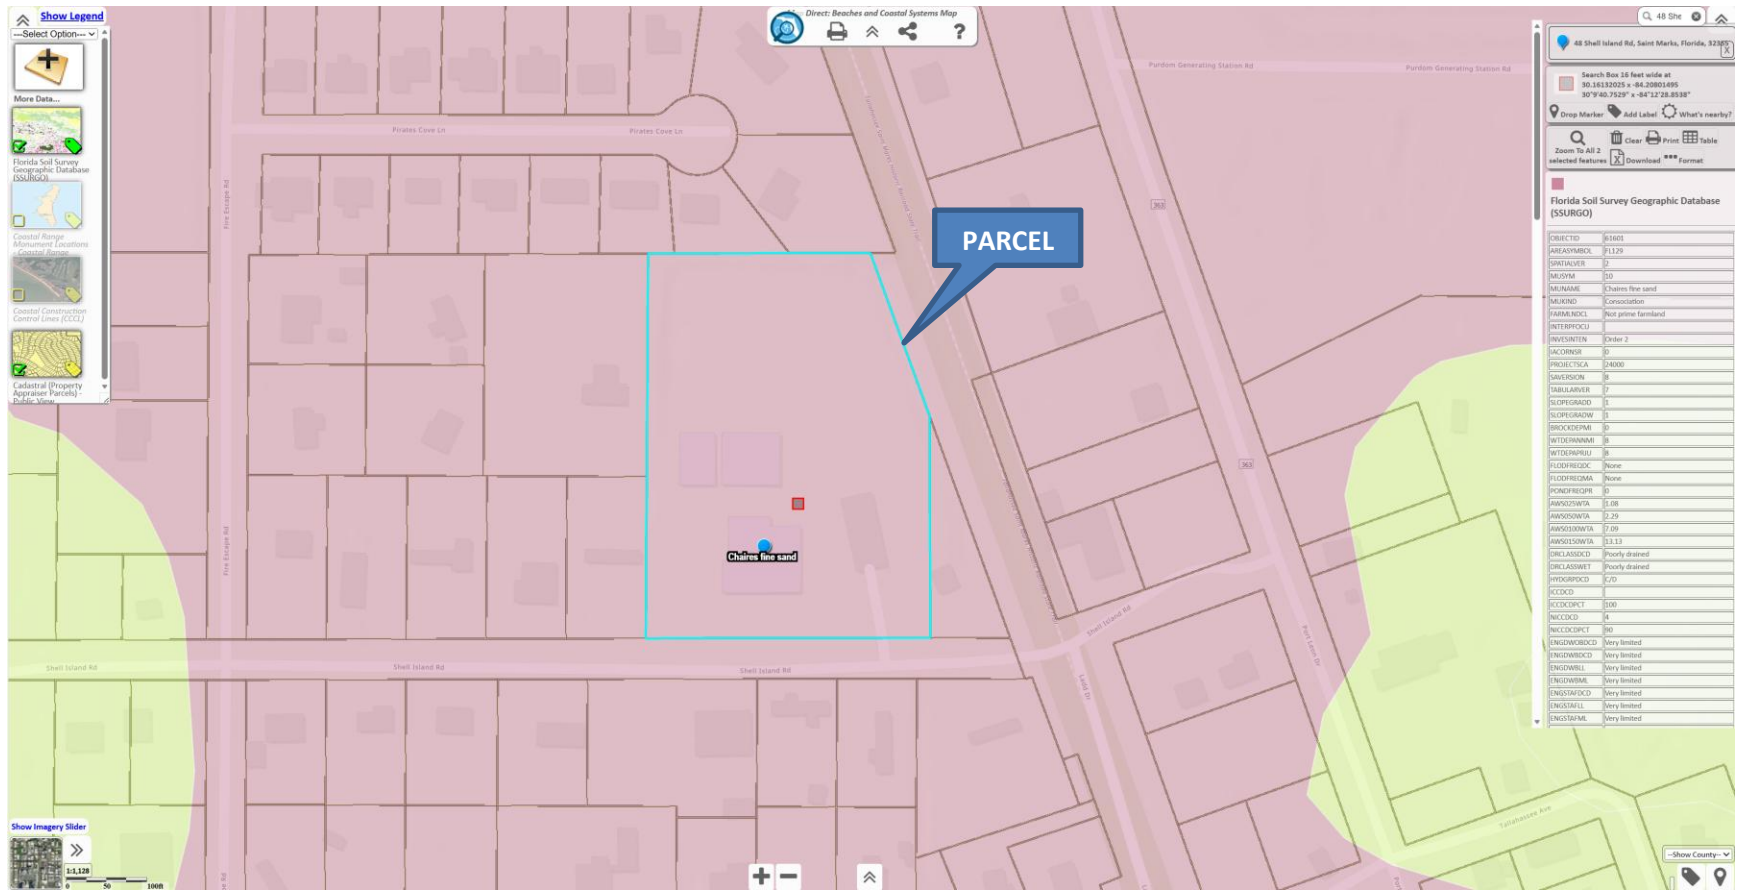 Show Legend
---Select Option---
More Data...
Florida Soil Survey
Geographic Database
(SSURGO)
Coastal Range
Monument Locations
- Coastal Range
Coastal Construction
Control Lines (CCCL)
Cadastral (Property
Appraiser Parcels) -
Public View
Direct: Beaches and Coastal Systems Map
?
48 She
48 Shell Island Rd, Saint Marks, Florida, 32355
X
Search Box 16 feet wide at
30.16132025 x -84.20801495
30°9'40.7529" x -84°12'28.8538"
Drop Marker Add Label What's nearby?
Zoom To All 2
selected features
Clear Print Table
X Download Format
Florida Soil Survey Geographic Database
(SSURGO)
OBJECTID 61601
AREASYMBOL FL129
SPATIALVER 2
MUSYM 10
MUNAME Chaires fine sand
MUKIND Consociation
FARMLNDCL Not prime farmland
INTERPFOCU
INVESINTEN Order 2
IACORNSR 0
PROJECTSCA 24000
SAVERSION 8
TABULARVER 7
SLOPEGRADD 1
SLOPEGRADW 1
BROCKDEPMI 0
WTDEPANNMI 8
WTDEPAPRJU 8
FLODFREQDC None
FLODFREQMA None
PONDFREQPR 0
AWS025WTA 1.08
AWS050WTA 2.29
AWS0100WTA 7.09
AWS0150WTA 13.13
DRCLASSDCD Poorly drained
DRCLASSWET Poorly drained
HYDGRPDCD C/D
ICCDCD
ICCDCDPCT 100
NICCDCD 4
NICCDCDPCT 90
ENGDWOBDCD Very limited
ENGDWBDCD Very limited
ENGDWBLL Very limited
ENGDWBML Very limited
ENGSTAFDCD Very limited
ENGSTAFLL Very limited
ENGSTAFML Very limited
Purdom Generating Station Rd
Purdom Generating Station Rd
Pirates Cove Ln
Pirates Cove Ln
Fire Escape Rd
363
PARCEL
363
Chaires fine sand
Fire Escape Rd
Shell Island Rd
Shell Island Rd
Shell Island Rd
Shell Island Rd
Port Leon Dr
Ladd Dr
Tallahassee Ave
Show Imagery Slider
1:1,128
0 50 100ft
--Show County--